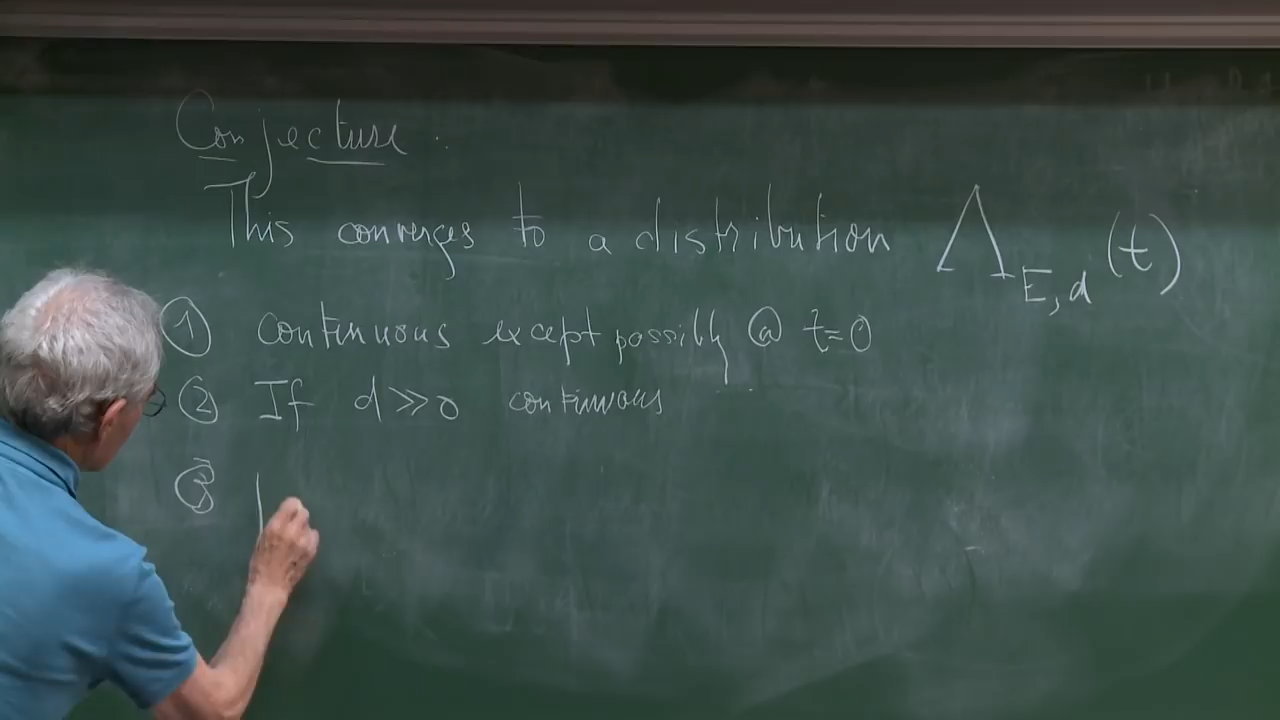 Conjecture:
This converges to a distribution Λ_{E,d}(t)
① continuous except possibly @ t=0
② If d≫0 continuous
③